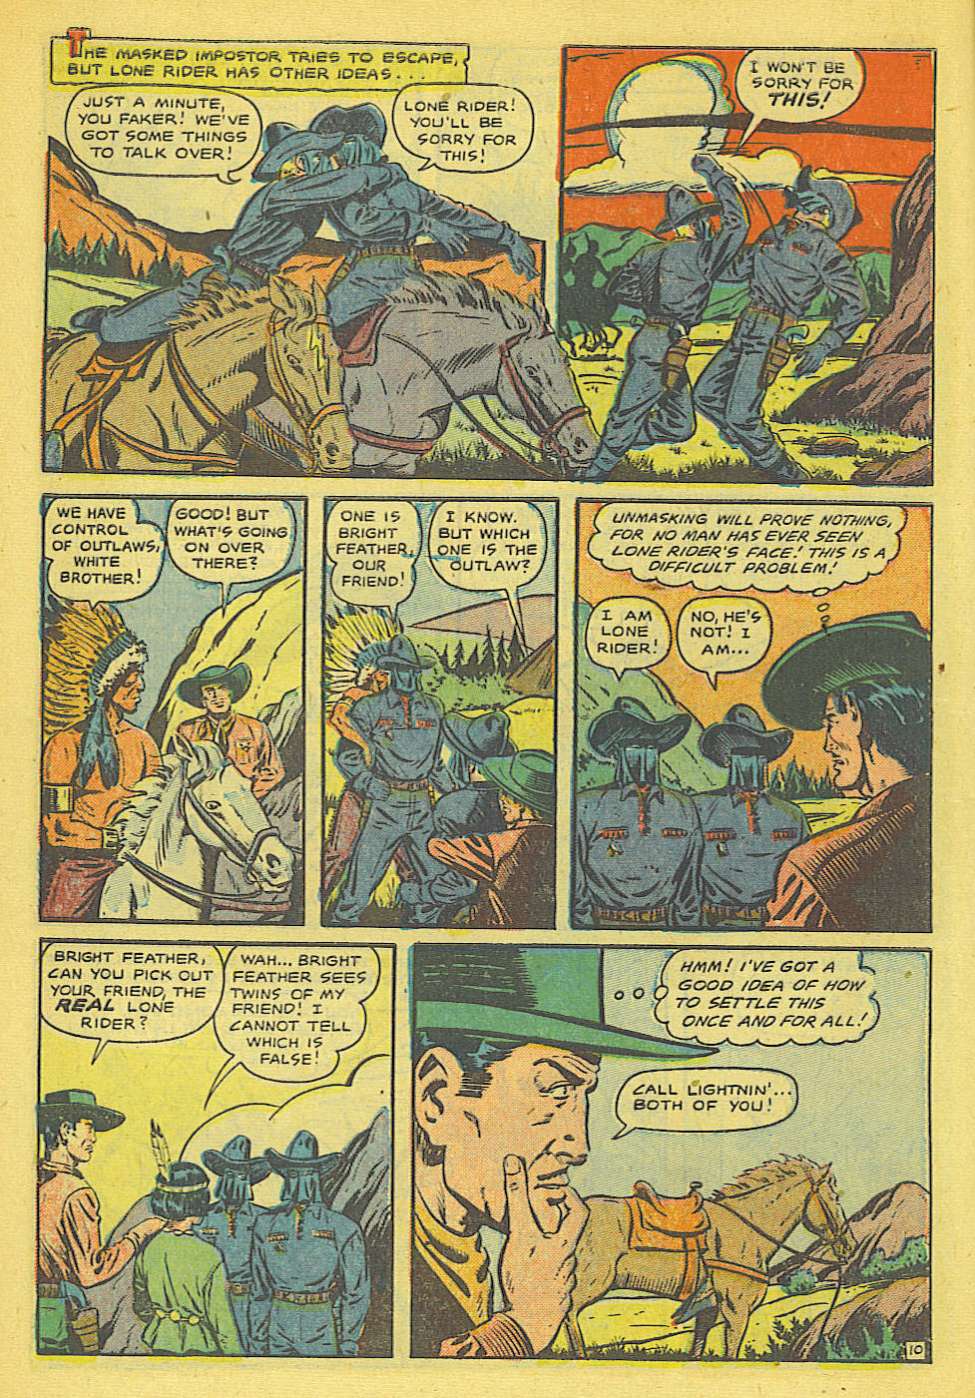 THE MASKED IMPOSTOR TRIES TO ESCAPE,
BUT LONE RIDER HAS OTHER IDEAS...
JUST A MINUTE,
YOU FAKER! WE'VE
GOT SOME THINGS
TO TALK OVER!
LONE RIDER!
YOU'LL BE
SORRY FOR
THIS!
I WON'T BE
SORRY FOR
THIS!
WE HAVE
CONTROL
OF OUTLAWS,
WHITE
BROTHER!
GOOD! BUT
WHAT'S GOING
ON OVER
THERE?
ONE IS
BRIGHT
FEATHER,
OUR
FRIEND!
I KNOW.
BUT WHICH
ONE IS THE
OUTLAW?
UNMASKING WILL PROVE NOTHING,
FOR NO MAN HAS EVER SEEN
LONE RIDER'S FACE! THIS IS A
DIFFICULT PROBLEM!
I AM
LONE
RIDER!
NO, HE'S
NOT! I
AM...
BRIGHT FEATHER,
CAN YOU PICK OUT
YOUR FRIEND, THE
REAL LONE
RIDER?
WAH... BRIGHT
FEATHER SEES
TWINS OF MY
FRIEND! I
CANNOT TELL
WHICH IS
FALSE!
HMM! I'VE GOT A
GOOD IDEA OF HOW
TO SETTLE THIS
ONCE AND FOR ALL!
CALL LIGHTNIN'...
BOTH OF YOU!
10